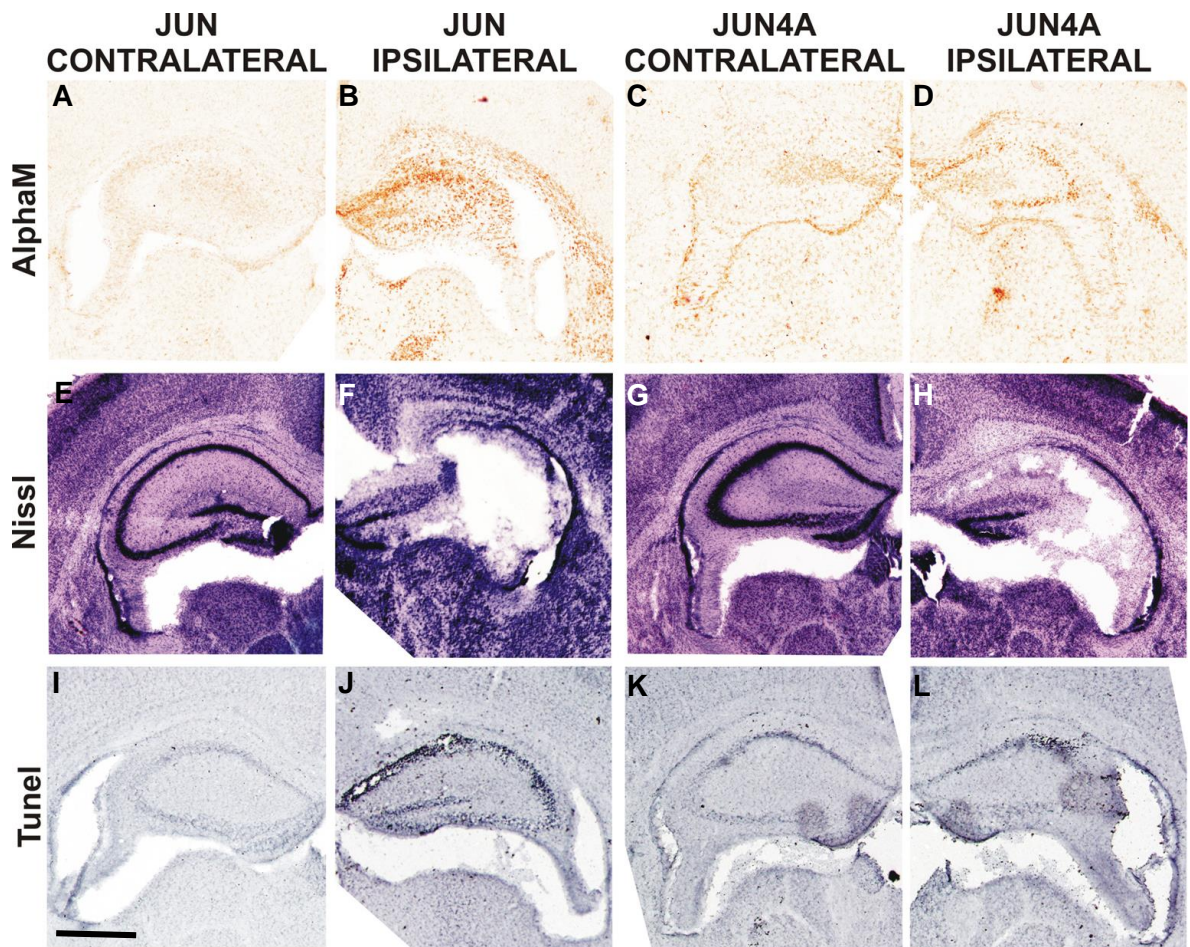 JUN
CONTRALATERAL
JUN
IPSILATERAL
JUN4A
CONTRALATERAL
JUN4A
IPSILATERAL
AlphaM
A
B
C
D
Nissl
E
F
G
H
Tunel
I
J
K
L